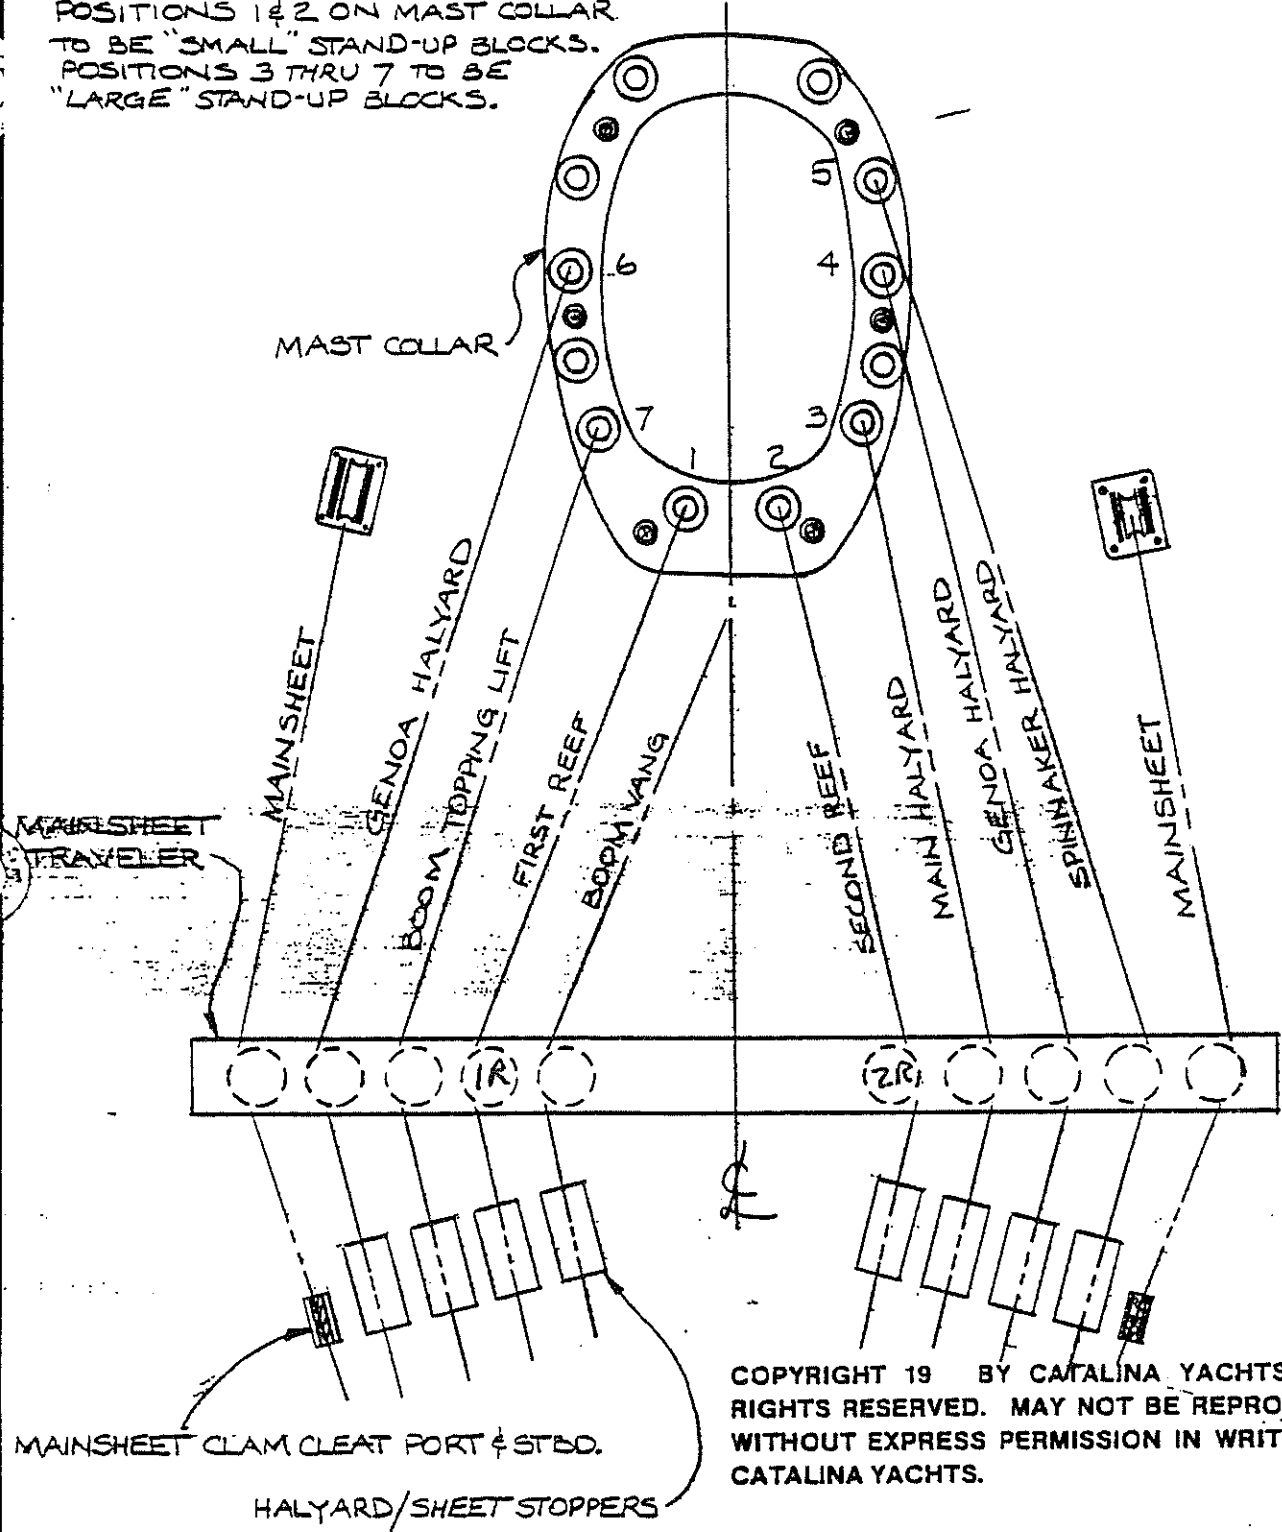 POSITIONS 1 & 2 ON MAST COLLAR
TO BE "SMALL" STAND-UP BLOCKS.
POSITIONS 3 THRU 7 TO BE
"LARGE" STAND-UP BLOCKS.
5
6
4
MAST COLLAR
7
3
1
2
MAINSHEET
GENOA HALYARD
BOOM TOPPING LIFT
FIRST REEF
BOOM VANG
SECOND REEF
MAIN HALYARD
GENOA HALYARD
SPINNAKER HALYARD
MAINSHEET
MAINSHEET
TRAVELER
1R
2R
℄
COPYRIGHT 19 BY CATALINA YACHTS
RIGHTS RESERVED. MAY NOT BE REPRO
WITHOUT EXPRESS PERMISSION IN WRIT
CATALINA YACHTS.
MAINSHEET CLAM CLEAT PORT & STBD.
HALYARD/SHEET STOPPERS